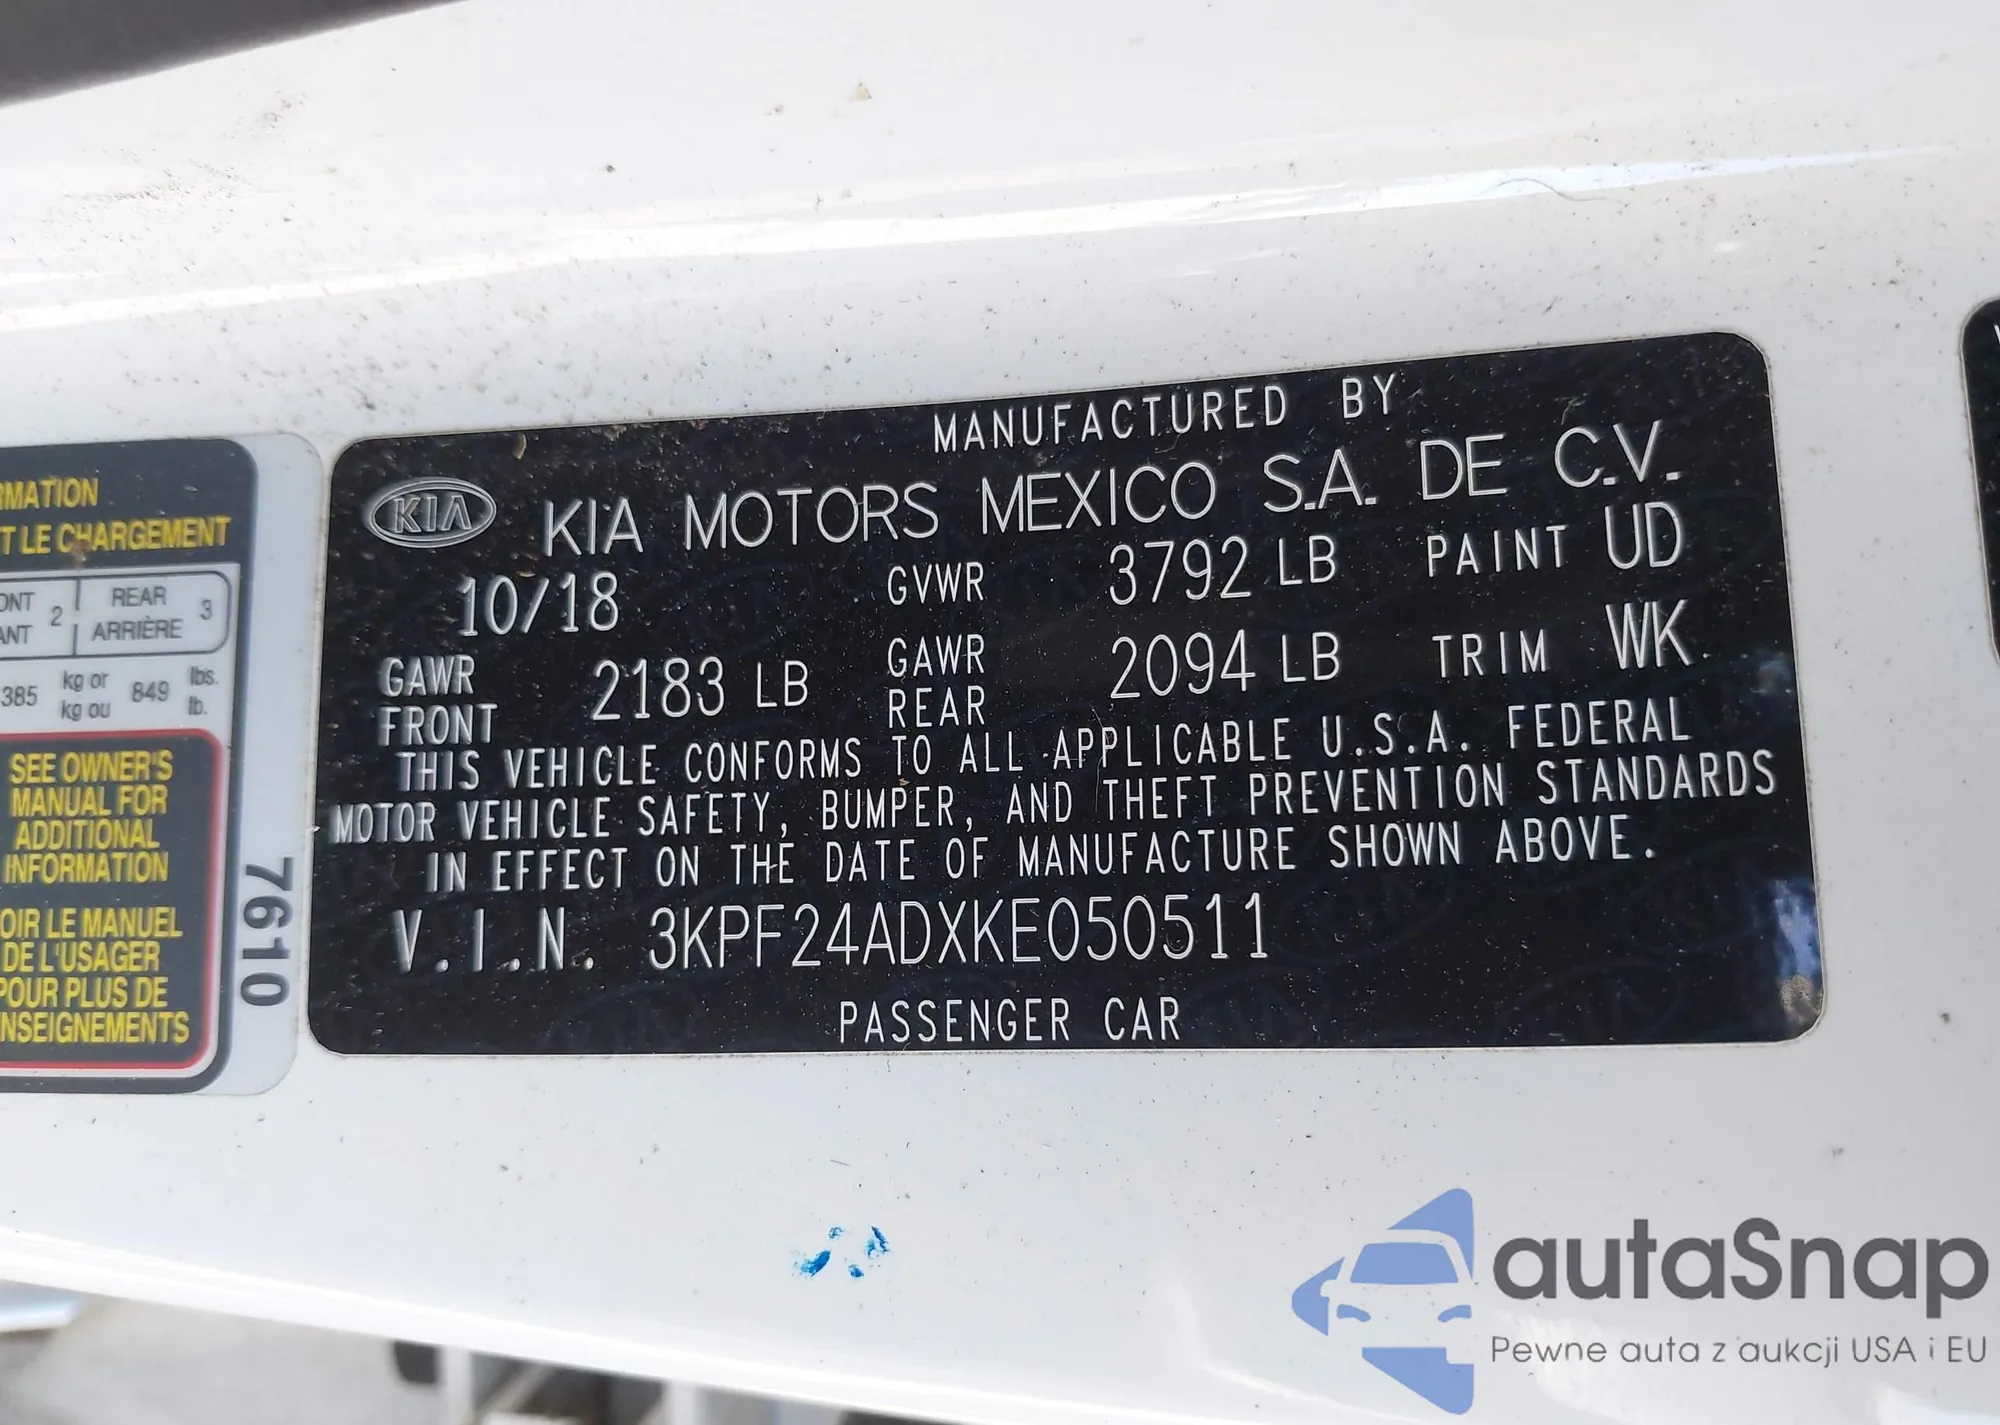 RMATION
T LE CHARGEMENT
ONT
ANT
2
REAR
ARRIÈRE
3
385
kg or
kg ou
849
lbs.
lb.
SEE OWNER'S
MANUAL FOR
ADDITIONAL
INFORMATION
OIR LE MANUEL
DE L'USAGER
POUR PLUS DE
NSEIGNEMENTS
7610
MANUFACTURED BY
KIA KIA MOTORS MEXICO S.A. DE C.V.
10/18 GVWR 3792 LB PAINT UD
GAWR FRONT 2183 LB GAWR REAR 2094 LB TRIM WK
THIS VEHICLE CONFORMS TO ALL APPLICABLE U.S.A. FEDERAL
MOTOR VEHICLE SAFETY, BUMPER, AND THEFT PREVENTION STANDARDS
IN EFFECT ON THE DATE OF MANUFACTURE SHOWN ABOVE.
V.I.N. 3KPF24ADXKE050511
PASSENGER CAR
autaSnap
Pewne auta z aukcji USA i EU